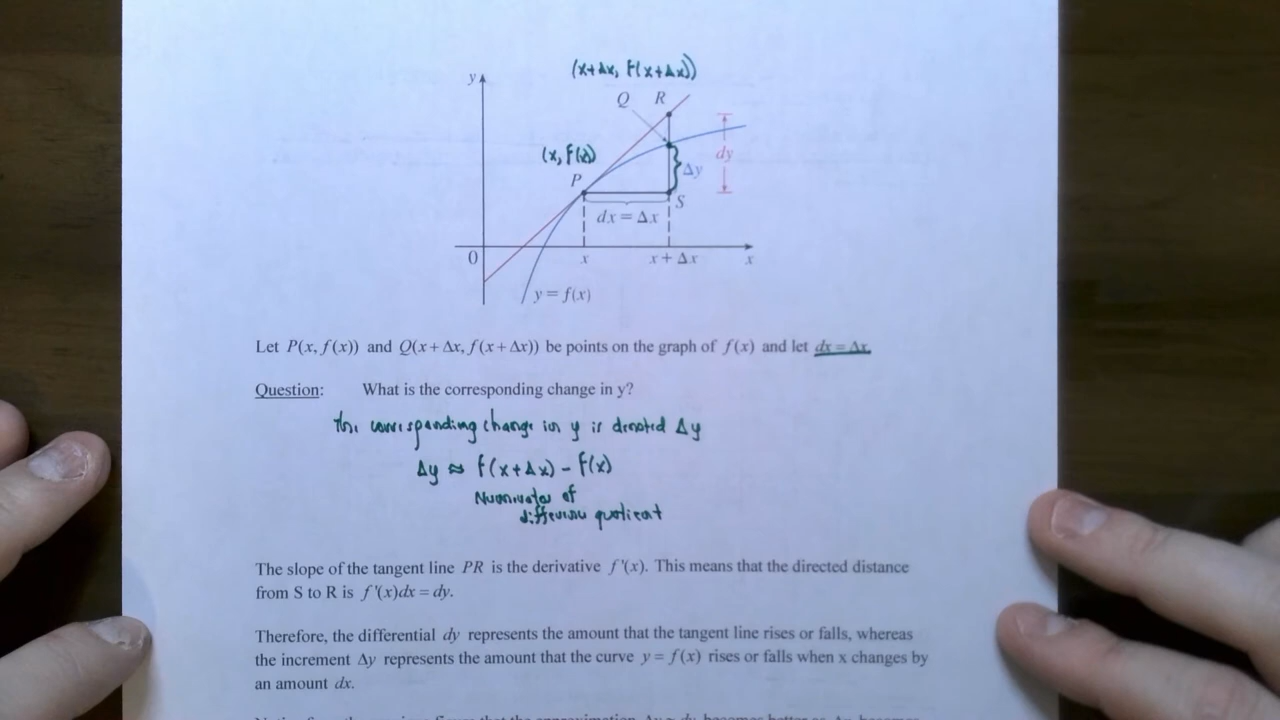 (x+Δx, f(x+Δx))
y
Q R
(x, f(x))
dy
P
Δy
S
dx = Δx
0 x x + Δx x
y = f(x)
Let P(x, f(x)) and Q(x + Δx, f(x + Δx)) be points on the graph of f(x) and let dx = Δx.
Question: What is the corresponding change in y?
The corresponding change in y is denoted Δy
Δy ≈ f(x+Δx) - f(x)
Numerator of
difference quotient
The slope of the tangent line PR is the derivative f'(x). This means that the directed distance
from S to R is f'(x)dx = dy.
Therefore, the differential dy represents the amount that the tangent line rises or falls, whereas
the increment Δy represents the amount that the curve y = f(x) rises or falls when x changes by
an amount dx.